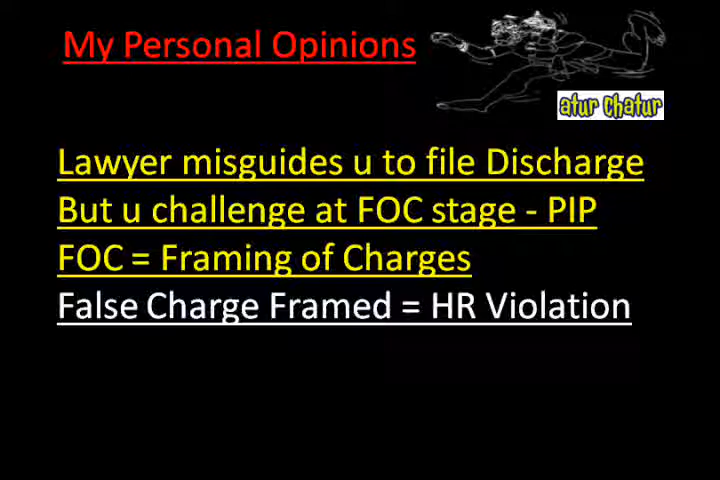 My Personal Opinions
atur chatur
Lawyer misguides u to file Discharge
But u challenge at FOC stage - PIP
FOC = Framing of Charges
False Charge Framed = HR Violation